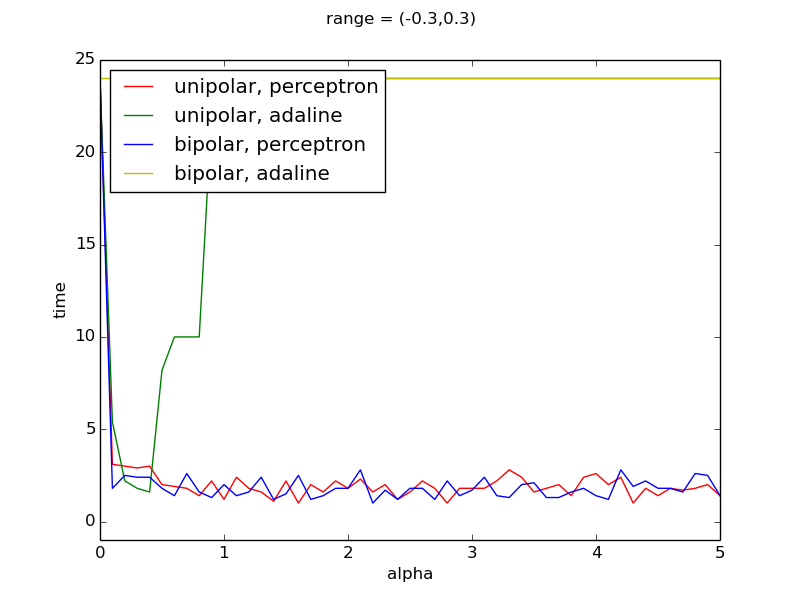 range = (-0.3,0.3)
25
20
15
10
5
0
time
unipolar, perceptron
unipolar, adaline
bipolar, perceptron
bipolar, adaline
0 1 2 3 4 5
alpha